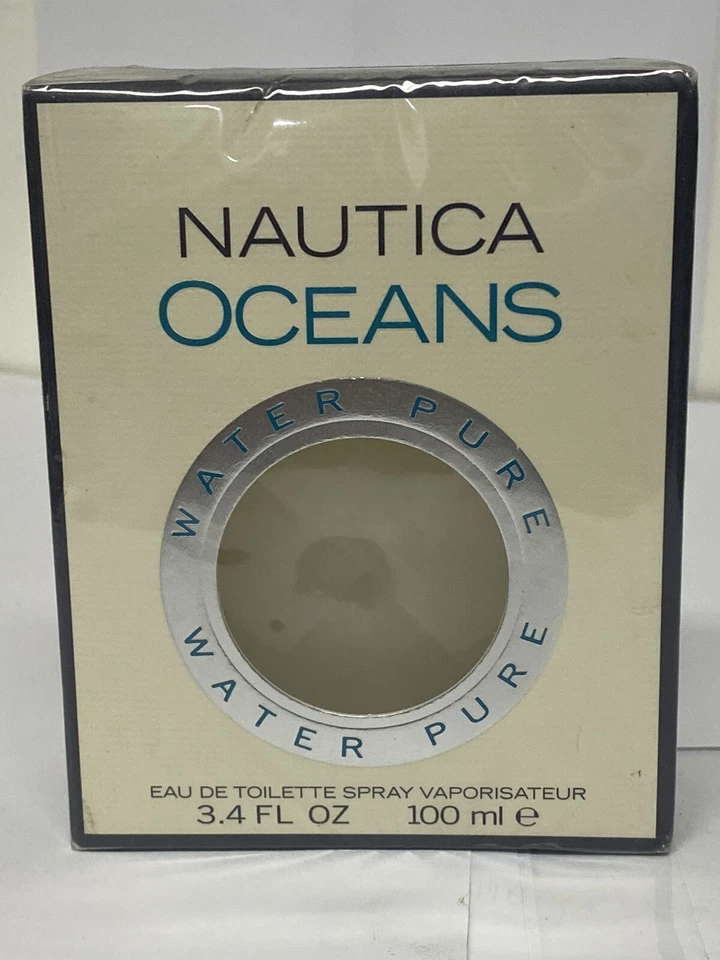 NAUTICA
OCEANS
WATER PURE
WATER PURE
EAU DE TOILETTE SPRAY VAPORISATEUR
3.4 FL OZ 100 ml ℮